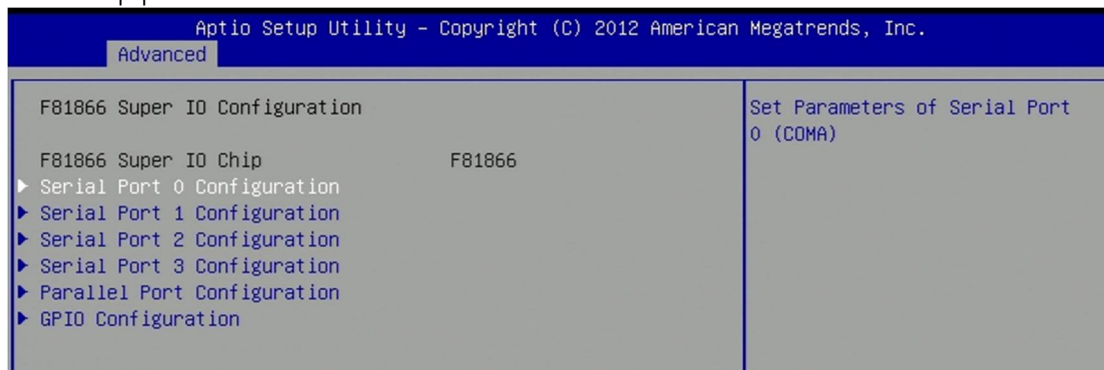 Aptio Setup Utility – Copyright (C) 2012 American Megatrends, Inc.
Advanced
F81866 Super IO Configuration
F81866 Super IO Chip F81866
Serial Port 0 Configuration
Serial Port 1 Configuration
Serial Port 2 Configuration
Serial Port 3 Configuration
Parallel Port Configuration
GPIO Configuration
Set Parameters of Serial Port
0 (COMA)